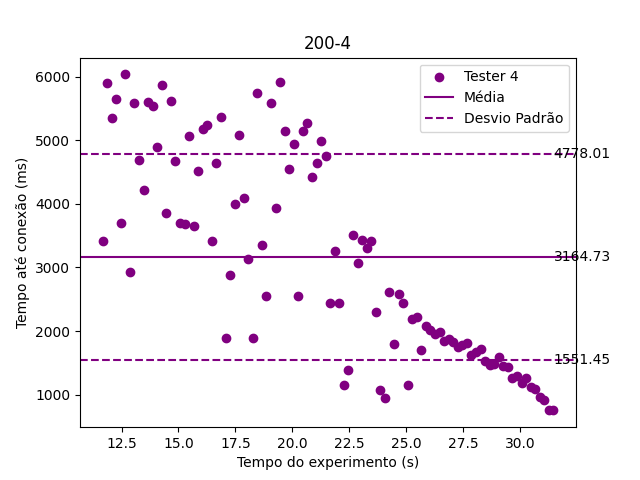 200-4
Tester 4
Média
Desvio Padrão
6000
5000
4000
3000
2000
1000
4778.01
3164.73
1551.45
Tempo até conexão (ms)
12.5 15.0 17.5 20.0 22.5 25.0 27.5 30.0
Tempo do experimento (s)